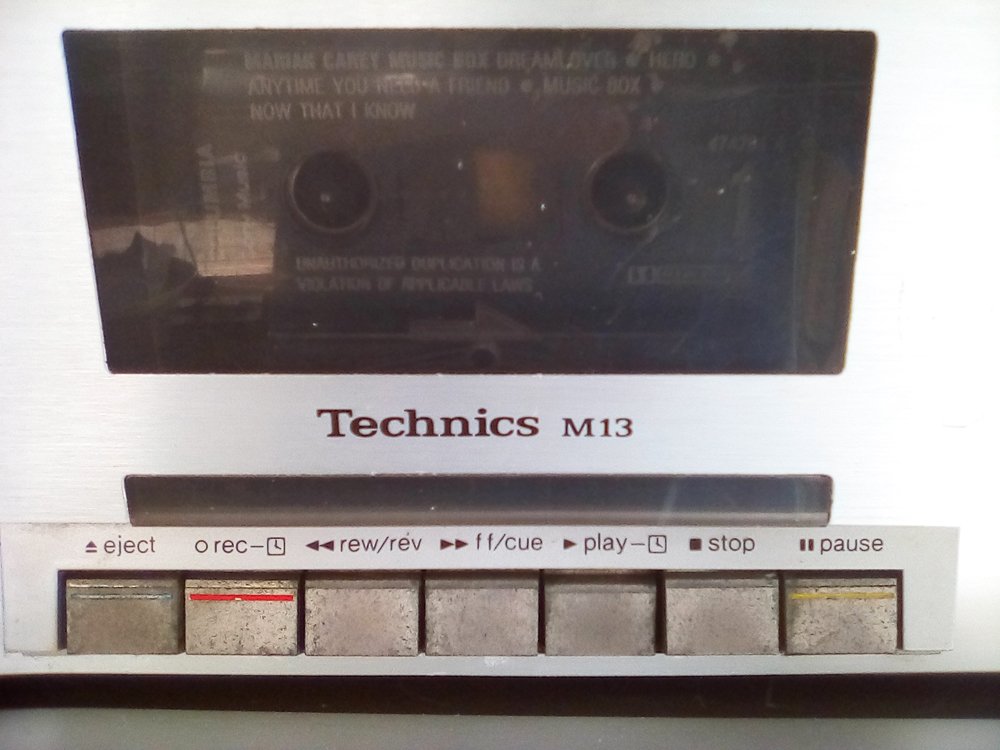 MARIAH CAREY MUSIC BOX DREAMLOVER ● HERO ●
ANYTIME YOU NEED A FRIEND ● MUSIC BOX ●
NOW THAT I KNOW
COLUMBIA
UNAUTHORIZED DUPLICATION IS A
VIOLATION OF APPLICABLE LAWS
Technics M13
eject rec rew/rev ff/cue play stop pause